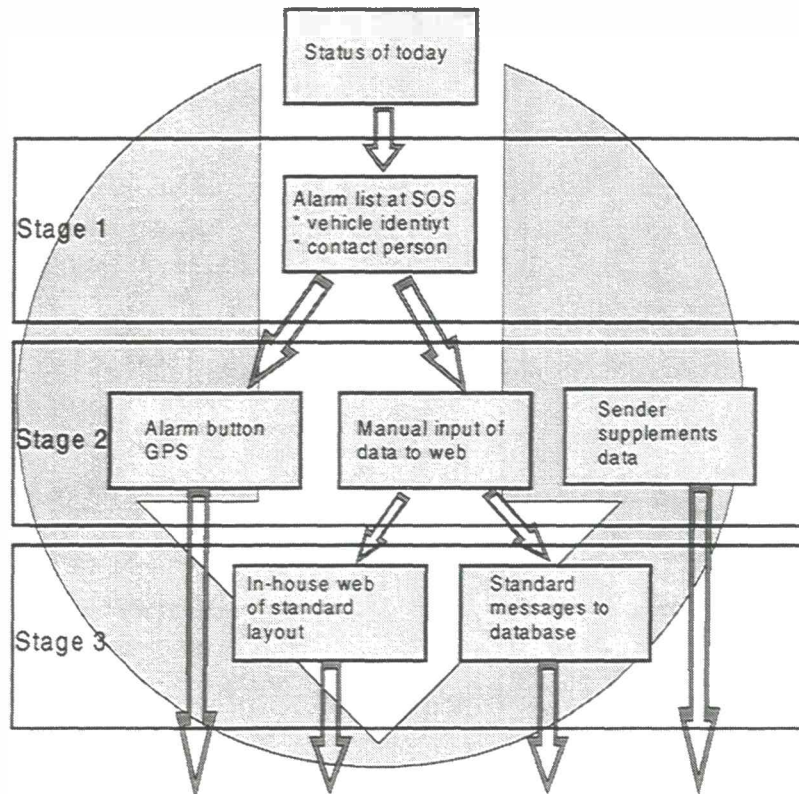 Status of today
Stage 1
Alarm list at SOS
* vehicle identiyt
* contact person
Stage 2
Alarm button
GPS
Manual input of
data to web
Sender
supplements
data
Stage 3
In-house web
of standard
layout
Standard
messages to
database